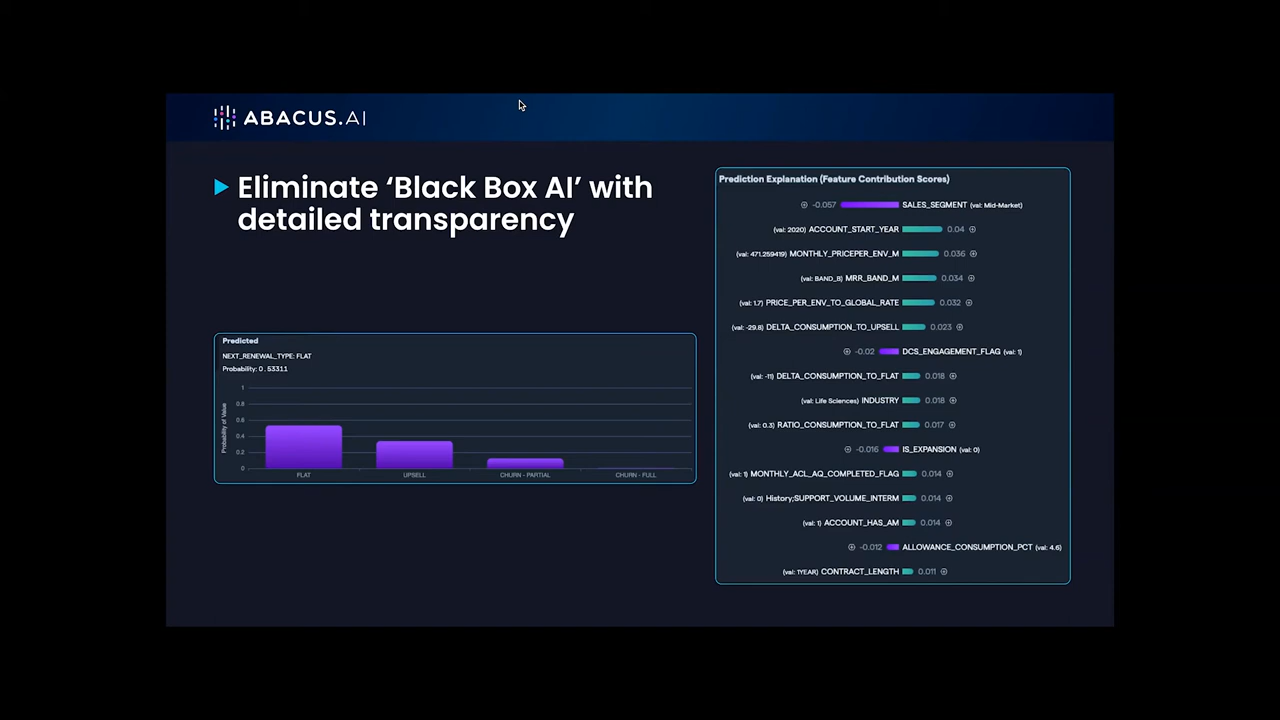 ABACUS.AI
Eliminate ‘Black Box AI’ with
detailed transparency
Predicted
NEXT_RENEWAL_TYPE: FLAT
Probability: 0.53311
Probability of Value
1
0.8
0.6
0.4
0.2
0
FLAT UPSELL CHURN - PARTIAL CHURN - FULL
Prediction Explanation (Feature Contribution Scores)
-0.057 SALES_SEGMENT (val: Mid-Market)
(val: 2020) ACCOUNT_START_YEAR 0.04
(val: 471.259419) MONTHLY_PRICEPER_ENV_M 0.036
(val: BAND_B) MRR_BAND_M 0.034
(val: 1.7) PRICE_PER_ENV_TO_GLOBAL_RATE 0.032
(val: -29.8) DELTA_CONSUMPTION_TO_UPSELL 0.023
-0.02 DCS_ENGAGEMENT_FLAG (val: 1)
(val: -11) DELTA_CONSUMPTION_TO_FLAT 0.018
(val: Life Sciences) INDUSTRY 0.018
(val: 0.3) RATIO_CONSUMPTION_TO_FLAT 0.017
-0.016 IS_EXPANSION (val: 0)
(val: 1) MONTHLY_ACL_AQ_COMPLETED_FLAG 0.014
(val: 0) History;SUPPORT_VOLUME_INTERM 0.014
(val: 1) ACCOUNT_HAS_AM 0.014
-0.012 ALLOWANCE_CONSUMPTION_PCT (val: 4.6)
(val: 1YEAR) CONTRACT_LENGTH 0.011